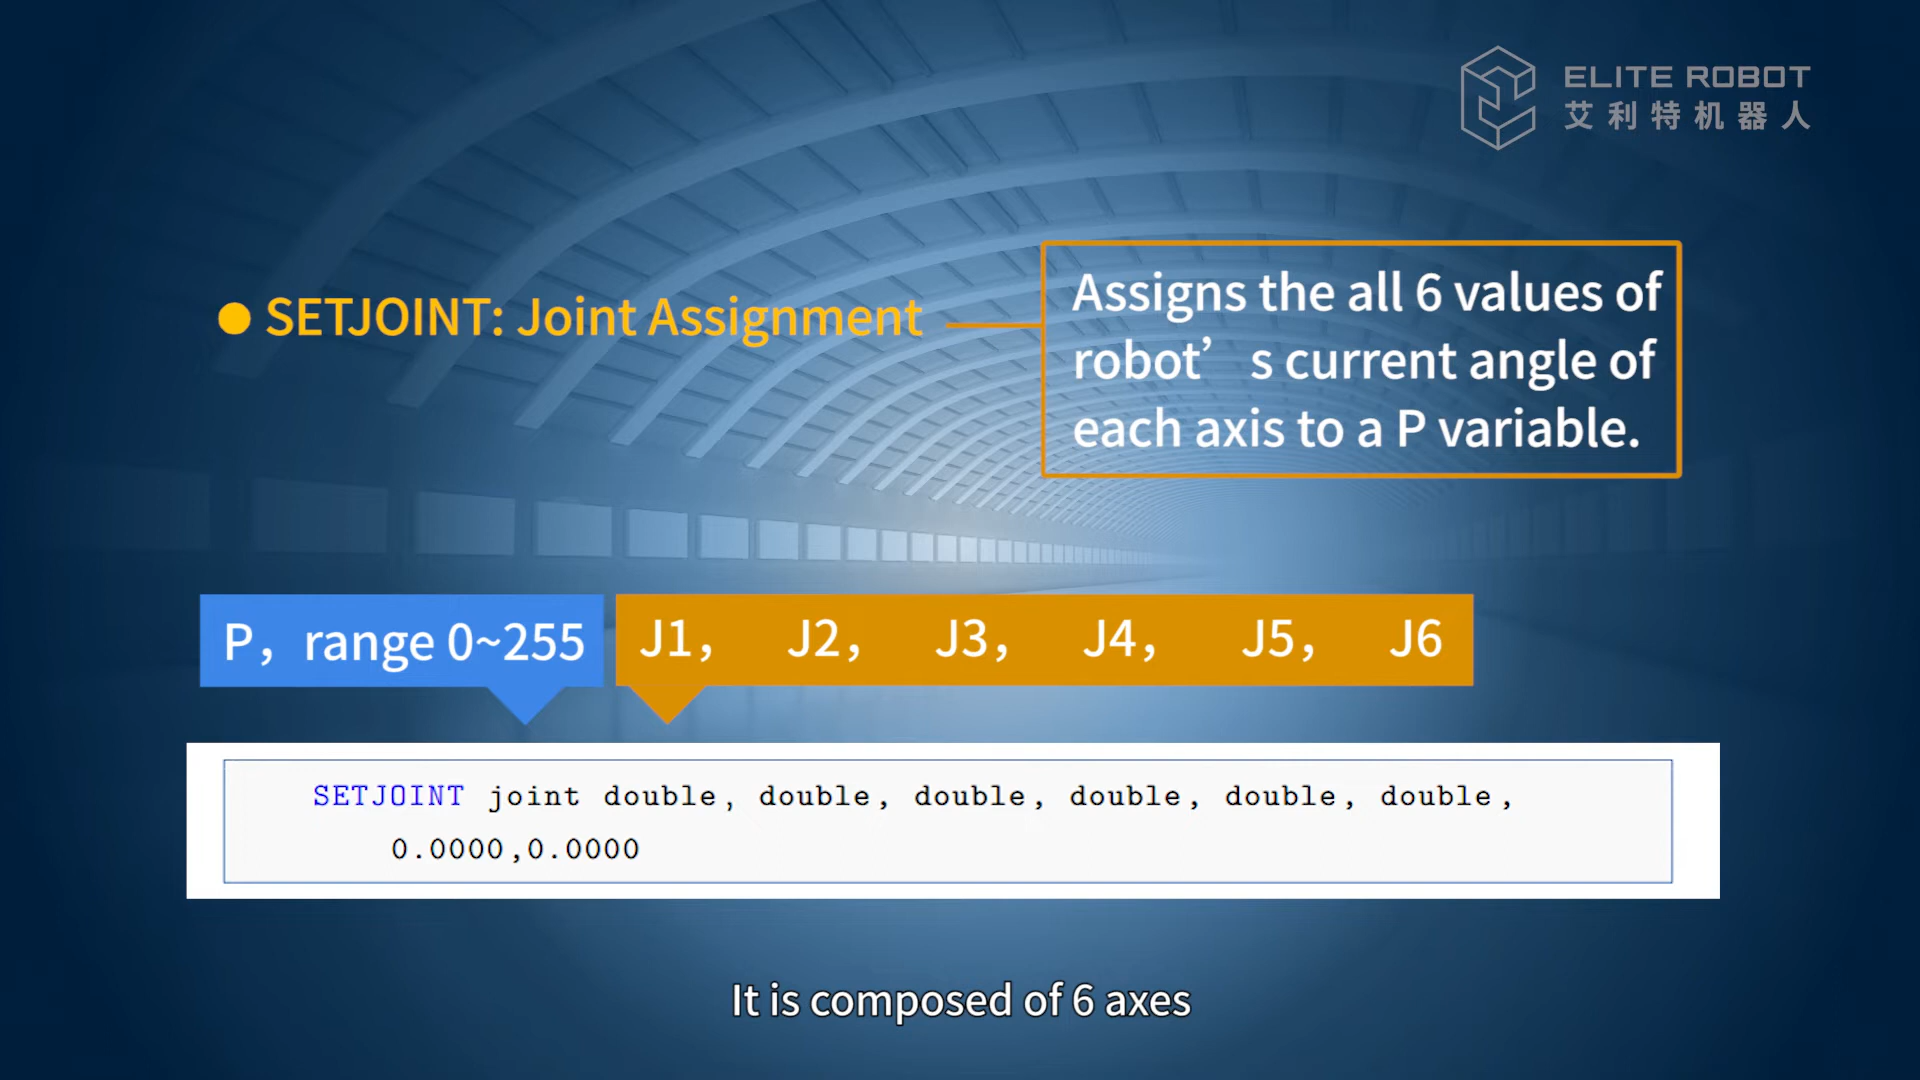 ELITE ROBOT
艾利特机器人
● SETJOINT: Joint Assignment
Assigns the all 6 values of
robot’ s current angle of
each axis to a P variable.
P，range 0~255
J1， J2， J3， J4， J5， J6
SETJOINT joint double, double, double, double, double, double,
0.0000,0.0000
It is composed of 6 axes